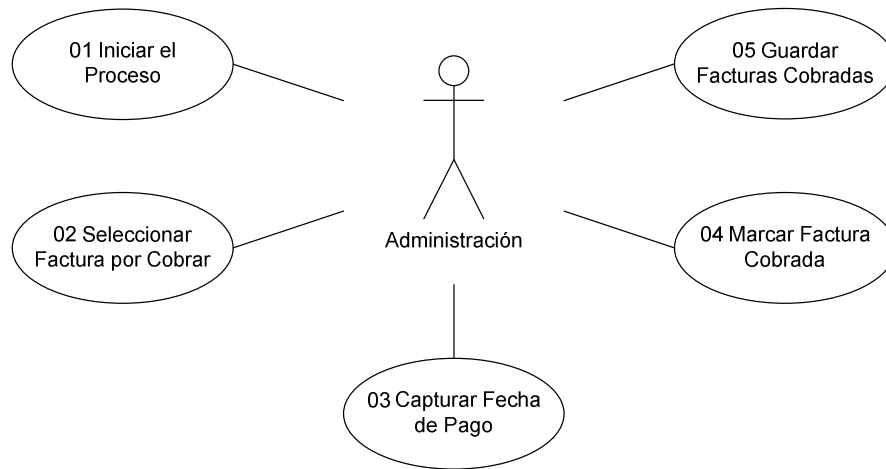 01 Iniciar el
Proceso
05 Guardar
Facturas Cobradas
02 Seleccionar
Factura por Cobrar
Administración
04 Marcar Factura
Cobrada
03 Capturar Fecha
de Pago